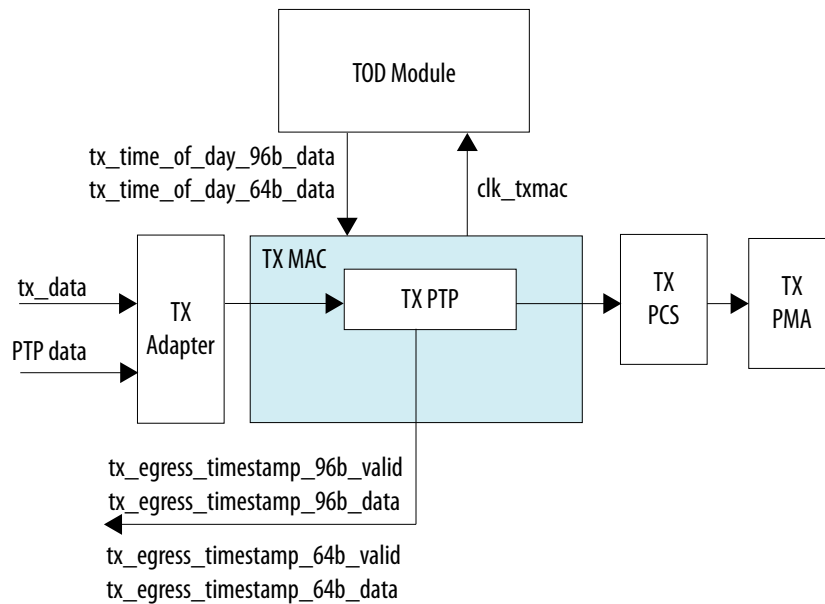 TOD Module
tx_time_of_day_96b_data
tx_time_of_day_64b_data
clk_txmac
TX MAC
tx_data
PTP data
TX
Adapter
TX PTP
TX
PCS
TX
PMA
tx_egress_timestamp_96b_valid
tx_egress_timestamp_96b_data
tx_egress_timestamp_64b_valid
tx_egress_timestamp_64b_data